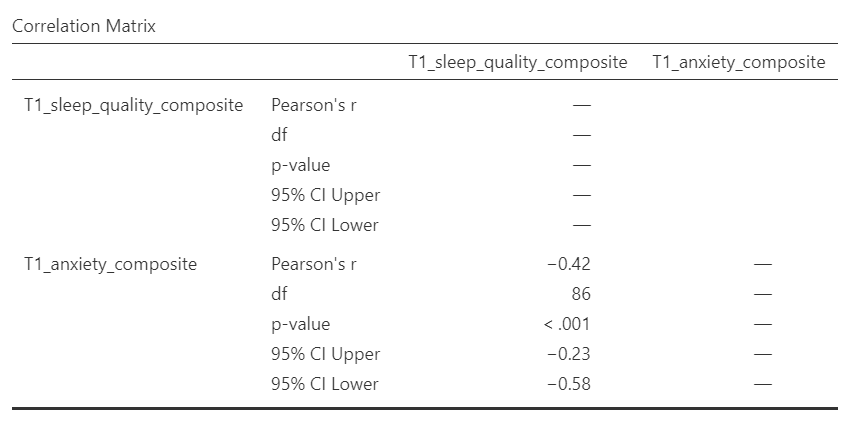 Correlation Matrix
T1_sleep_quality_composite T1_anxiety_composite
T1_sleep_quality_composite Pearson's r —
df —
p-value —
95% CI Upper —
95% CI Lower —
T1_anxiety_composite Pearson's r −0.42 —
df 86 —
p-value < .001 —
95% CI Upper −0.23 —
95% CI Lower −0.58 —